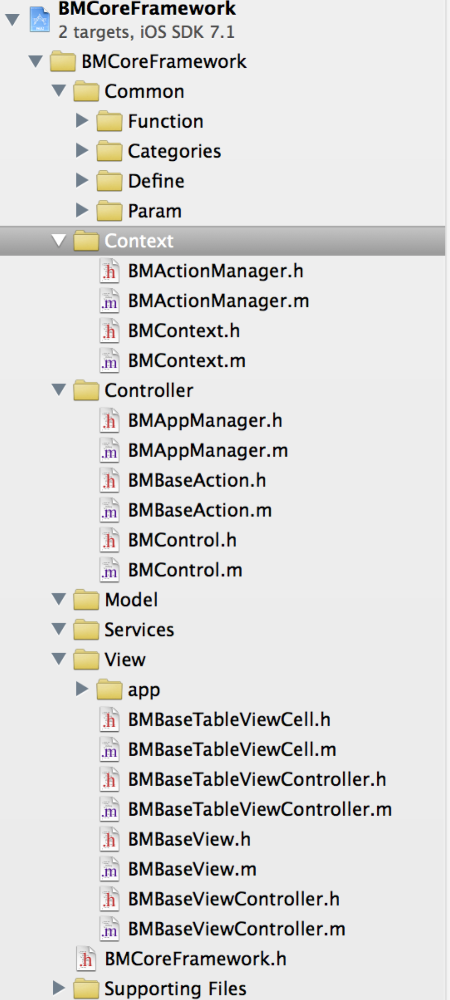 BMCoreFramework
2 targets, iOS SDK 7.1
BMCoreFramework
Common
Function
Categories
Define
Param
Context
.h BMActionManager.h
.m BMActionManager.m
.h BMContext.h
.m BMContext.m
Controller
.h BMAppManager.h
.m BMAppManager.m
.h BMBaseAction.h
.m BMBaseAction.m
.h BMControl.h
.m BMControl.m
Model
Services
View
app
.h BMBaseTableViewCell.h
.m BMBaseTableViewCell.m
.h BMBaseTableViewController.h
.m BMBaseTableViewController.m
.h BMBaseView.h
.m BMBaseView.m
.h BMBaseViewController.h
.m BMBaseViewController.m
.h BMCoreFramework.h
Supporting Files